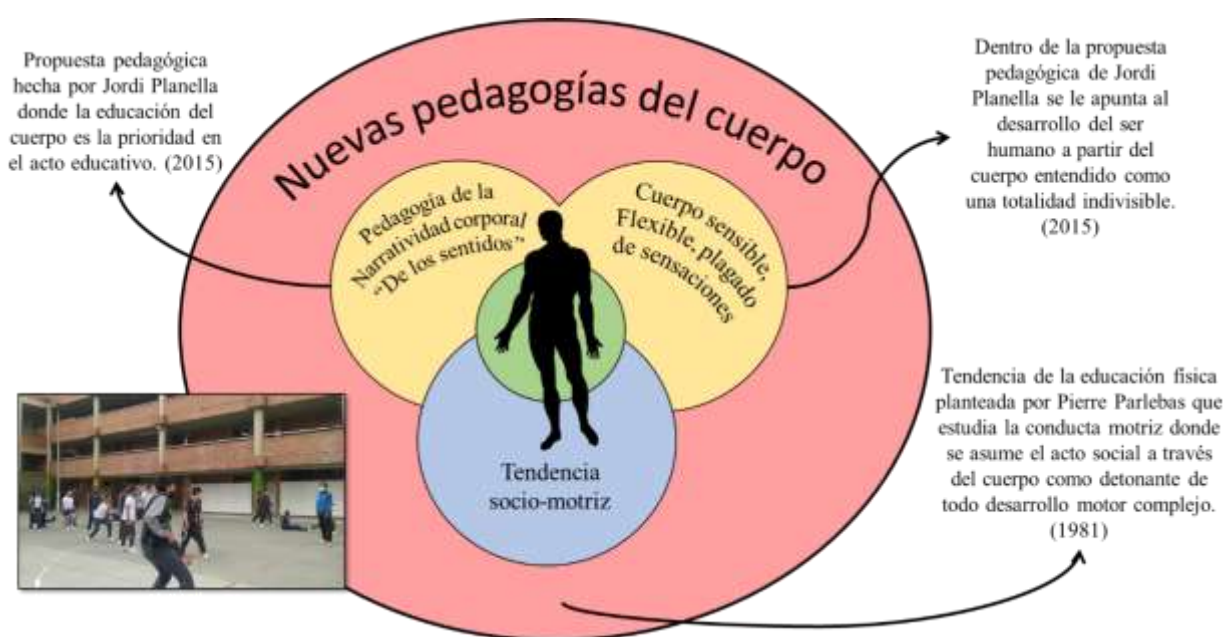 Propuesta pedagógica
hecha por Jordi Planella
donde la educación del
cuerpo es la prioridad en
el acto educativo. (2015)
Nuevas pedagogías del cuerpo
Dentro de la propuesta
pedagógica de Jordi
Planella se le apunta al
desarrollo del ser
humano a partir del
cuerpo entendido como
una totalidad indivisible.
(2015)
Pedagogía de la
Narratividad corporal
“De los sentidos”
Cuerpo sensible,
Flexible, plagado
de sensaciones
Tendencia
socio-motriz
Tendencia de la educación física
planteada por Pierre Parlebas que
estudia la conducta motriz donde
se asume el acto social a través
del cuerpo como detonante de
todo desarrollo motor complejo.
(1981)